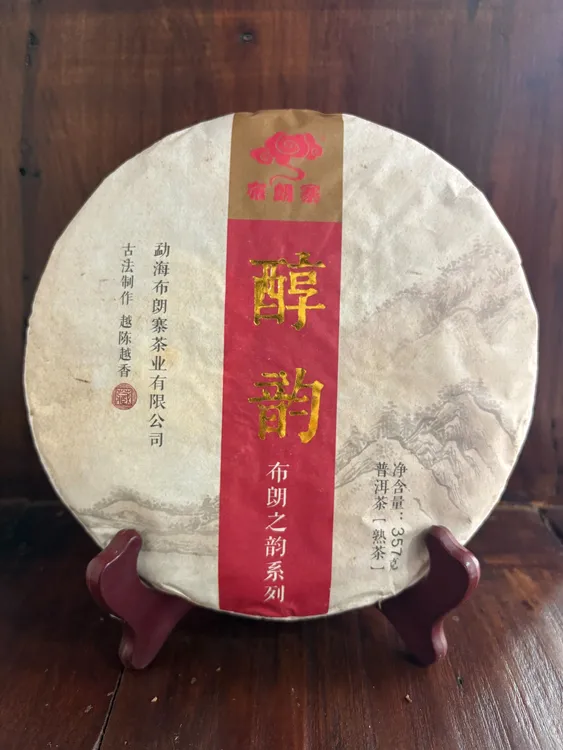 布朗寨
醇韵
布朗之韵系列
勐海布朗寨茶业有限公司
古法制作 越陈越香
净含量：357g
普洱茶［熟茶］